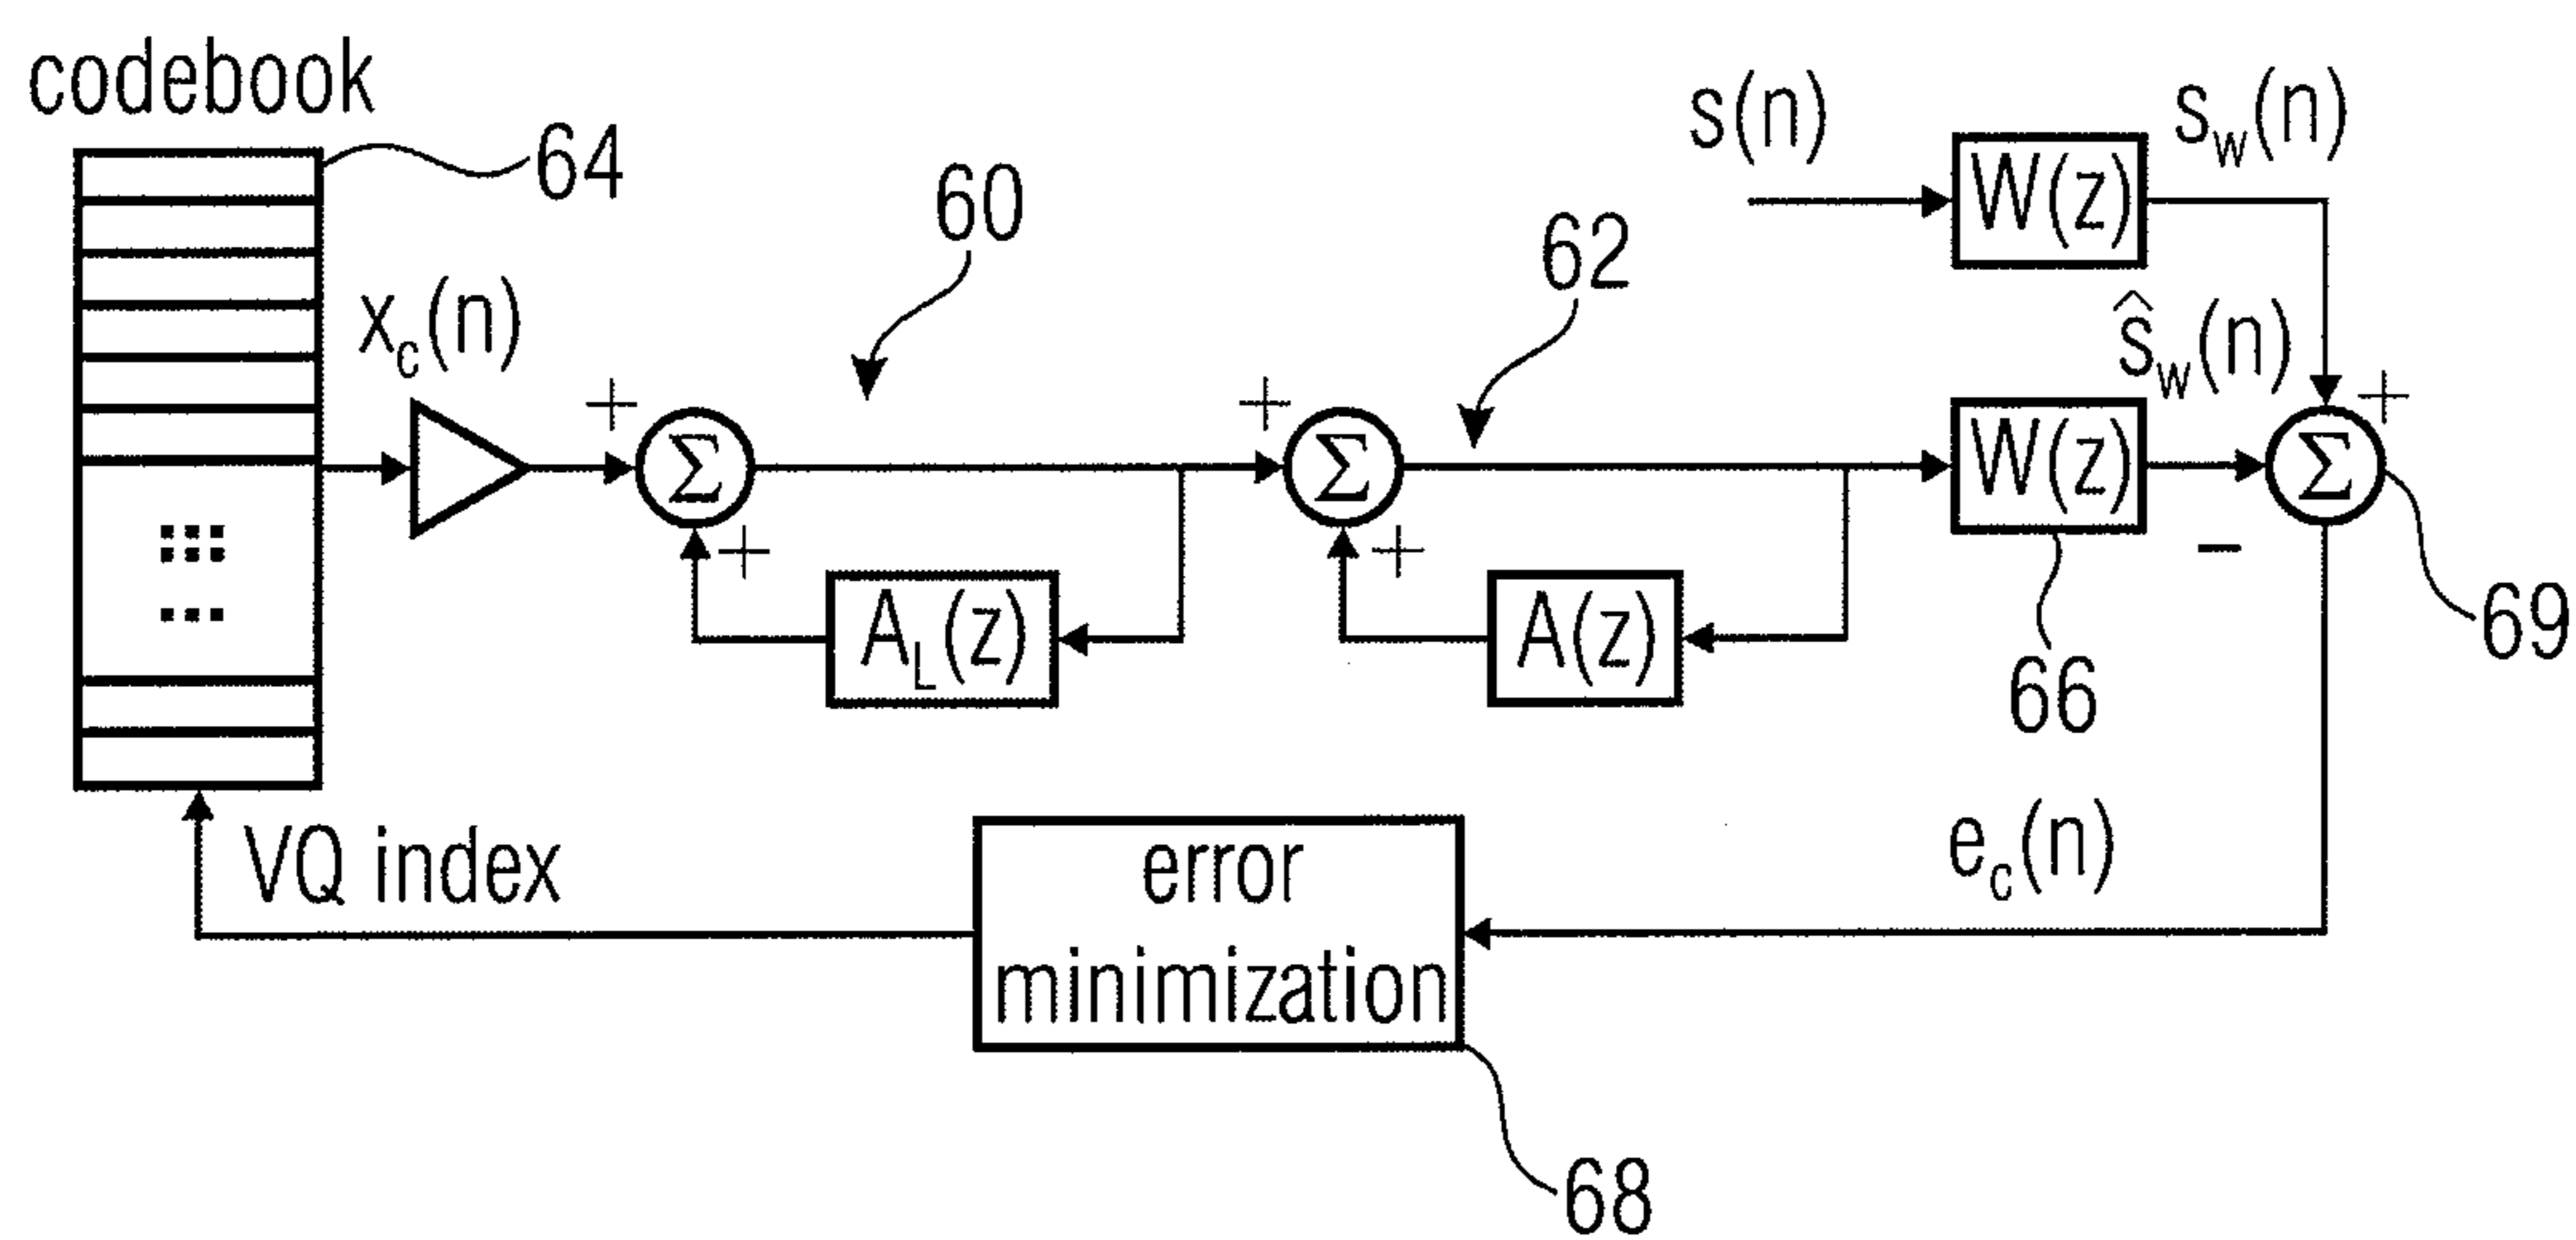 codebook
64
x_c(n)
60
62
s(n)
W(z)
s_w(n)
ŝ_w(n)
+
Σ
+
A_L(z)
+
Σ
+
A(z)
W(z)
66
+
Σ
−
69
VQ index
error
minimization
68
e_c(n)